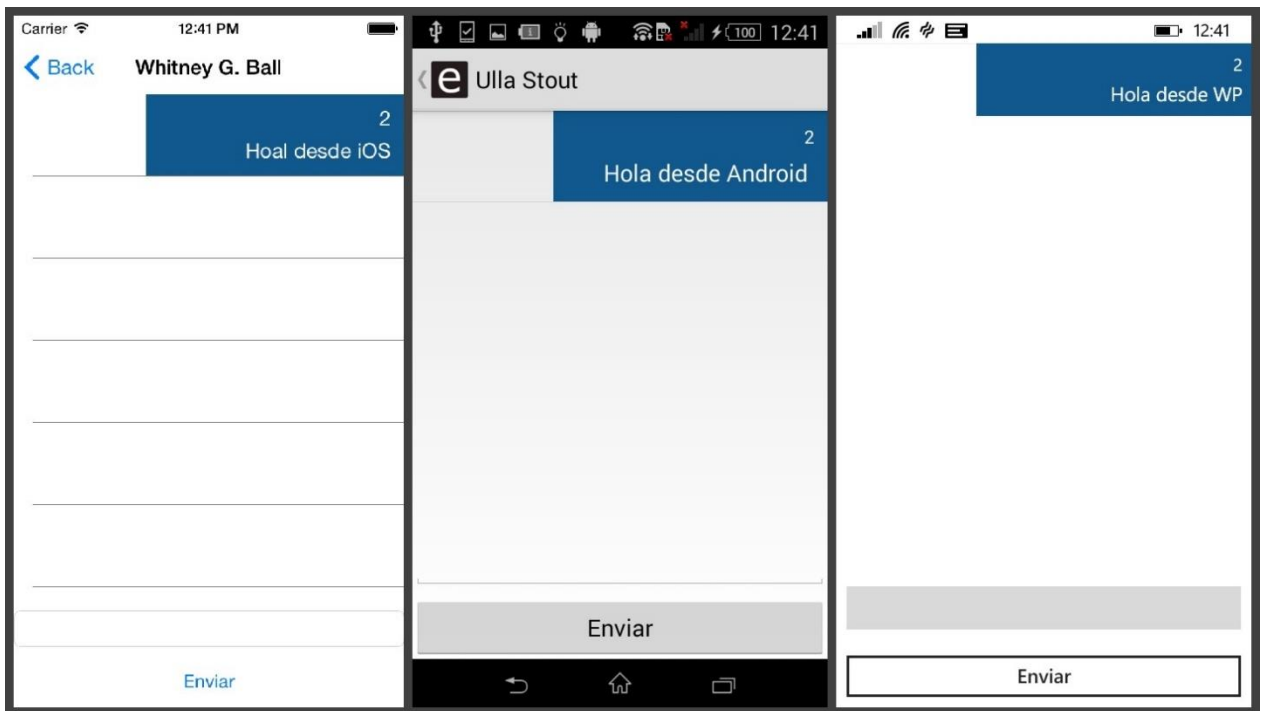 Carrier 12:41 PM
Back Whitney G. Ball
2
Hoal desde iOS
Enviar
100 12:41
e Ulla Stout
2
Hola desde Android
Enviar
12:41
2
Hola desde WP
Enviar